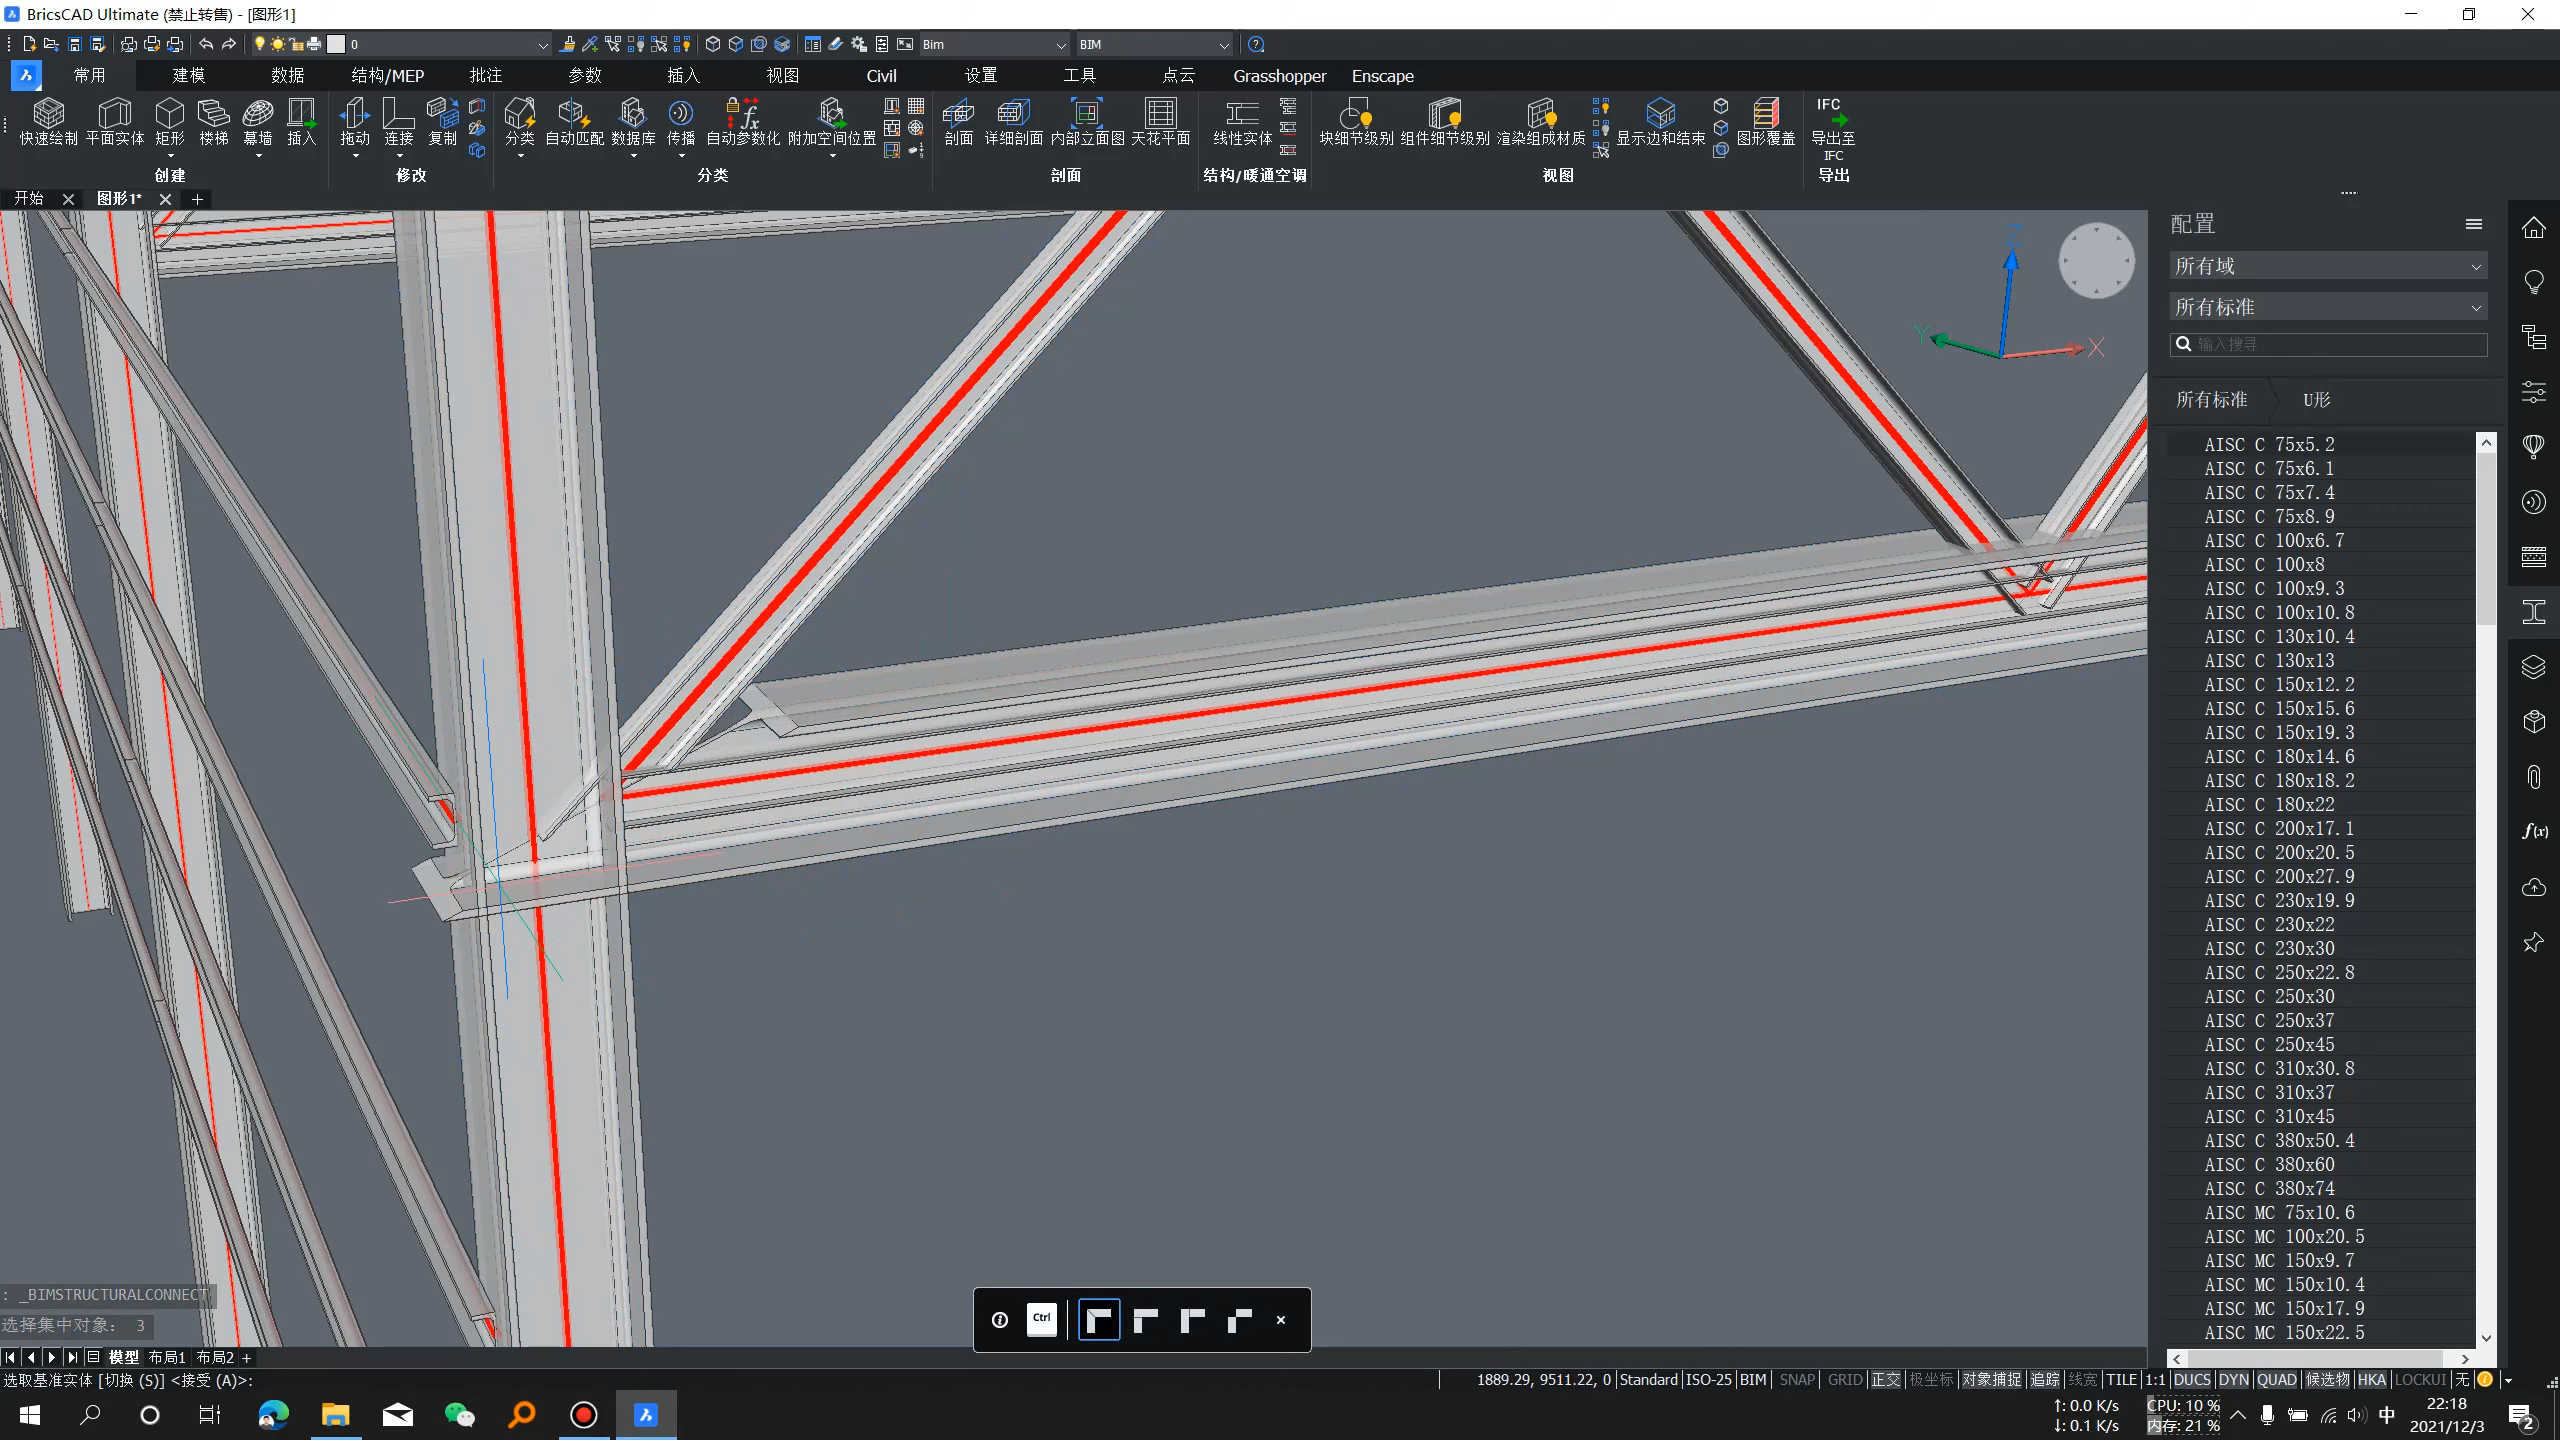 BricsCAD Ultimate (禁止转售) - [图形1]
0
Bim
BIM
常用 建模 数据 结构/MEP 批注 参数 插入 视图 Civil 设置 工具 点云 Grasshopper Enscape
快速绘制 平面实体 矩形 楼梯 幕墙 插入 拖动 连接 复制 分类 自动匹配 数据库 传播 自动参数化 附加空间位置 剖面 详细剖面 内部立面图 天花平面 线性实体 块细节级别 组件细节级别 渲染组成材质 显示边和结束 图形覆盖 IFC 导出至 IFC
创建 修改 分类 剖面 结构/暖通空调 视图 导出
开始 图形1* +
配置
所有域
所有标准
输入搜寻
所有标准 U形
Z
Y
X
AISC C 75x5.2
AISC C 75x6.1
AISC C 75x7.4
AISC C 75x8.9
AISC C 100x6.7
AISC C 100x8
AISC C 100x9.3
AISC C 100x10.8
AISC C 130x10.4
AISC C 130x13
AISC C 150x12.2
AISC C 150x15.6
AISC C 150x19.3
AISC C 180x14.6
AISC C 180x18.2
AISC C 180x22
AISC C 200x17.1
AISC C 200x20.5
AISC C 200x27.9
AISC C 230x19.9
AISC C 230x22
AISC C 230x30
AISC C 250x22.8
AISC C 250x30
AISC C 250x37
AISC C 250x45
AISC C 310x30.8
AISC C 310x37
AISC C 310x45
AISC C 380x50.4
AISC C 380x60
AISC C 380x74
AISC MC 75x10.6
AISC MC 100x20.5
AISC MC 150x9.7
AISC MC 150x10.4
AISC MC 150x17.9
AISC MC 150x22.5
f(x)
: _BIMSTRUCTURALCONNECT
选择集中对象: 3
Ctrl
模型 布局1 布局2 +
选取基准实体 [切换 (S)] <接受 (A)>:
1889.29, 9511.22, 0 Standard ISO-25 BIM SNAP GRID 正交 极坐标 对象捕捉 追踪 线宽 TILE 1:1 DUCS DYN QUAD 候选物 HKA LOCKUI 无
↑: 0.0 K/s
↓: 0.1 K/s
CPU: 10 %
内存: 21 %
中
22:18
2021/12/3
2